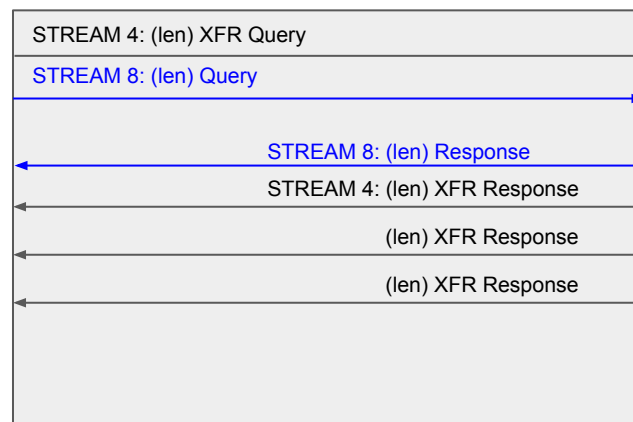 STREAM 4: (len) XFR Query
STREAM 8: (len) Query
STREAM 8: (len) Response
STREAM 4: (len) XFR Response
(len) XFR Response
(len) XFR Response